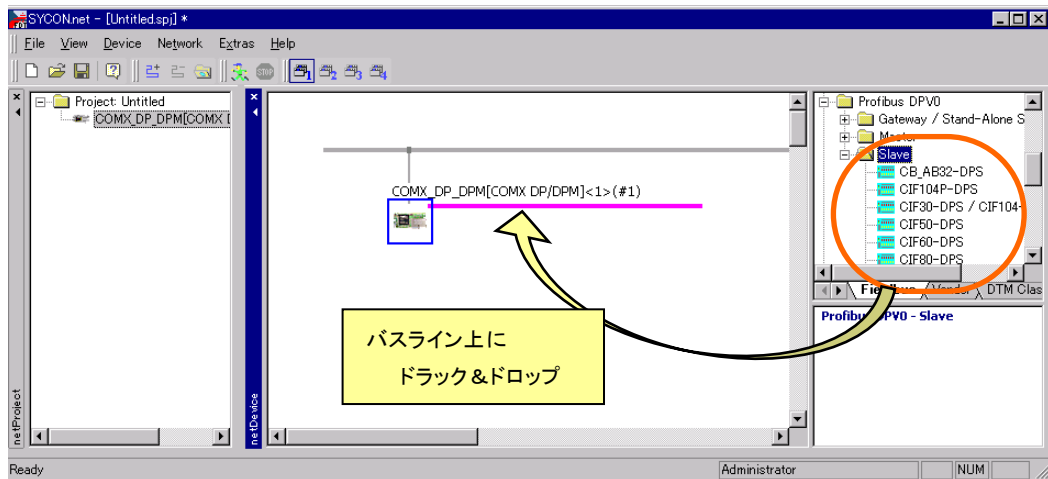 SYCON.net - [Untitled.spj] *
File View Device Network Extras Help
Project: Untitled
COMX_DP_DPM[COMX D
netProject
netDevice
COMX_DP_DPM[COMX DP/DPM]<1>(#1)
バスライン上に
ドラック＆ドロップ
Profibus DPV0
Gateway / Stand-Alone S
Master
Slave
CB_AB32-DPS
CIF104P-DPS
CIF30-DPS / CIF104-
CIF50-DPS
CIF60-DPS
CIF80-DPS
Fieldbus Vendor DTM Clas
Profibus DPV0 - Slave
Ready
Administrator
NUM